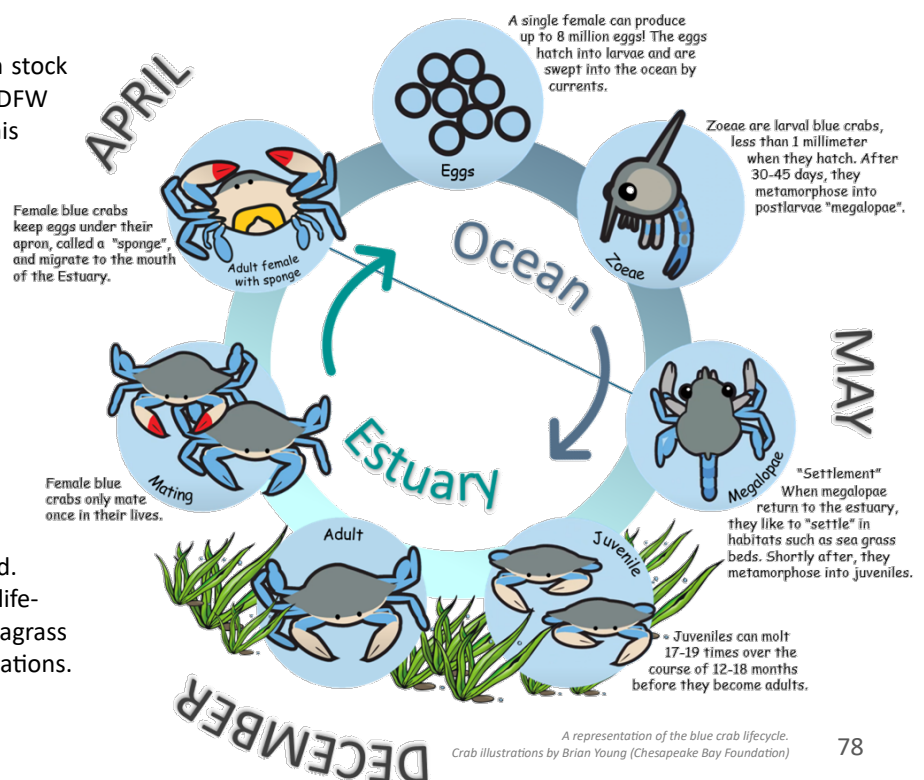 n stock
DFW
his
d.
life-
agrass
ations.
APRIL
A single female can produce
up to 8 million eggs! The eggs
hatch into larvae and are
swept into the ocean by
currents.
Eggs
Zoeae are larval blue crabs,
less than 1 millimeter
when they hatch. After
30-45 days, they
metamorphose into
postlarvae "megalopae".
Zoeae
Ocean
MAY
Megalopae
"Settlement"
When megalopae
return to the estuary,
they like to "settle" in
habitats such as sea grass
beds. Shortly after, they
metamorphose into juveniles.
Juvenile
Juveniles can molt
17-19 times over the
course of 12-18 months
before they become adults.
Adult
DECEMBER
Estuary
Mating
Female blue
crabs only mate
once in their lives.
Adult female
with sponge
Female blue crabs
keep eggs under their
apron, called a "sponge",
and migrate to the mouth
of the Estuary.
A representation of the blue crab lifecycle.
Crab illustrations by Brian Young (Chesapeake Bay Foundation)
78